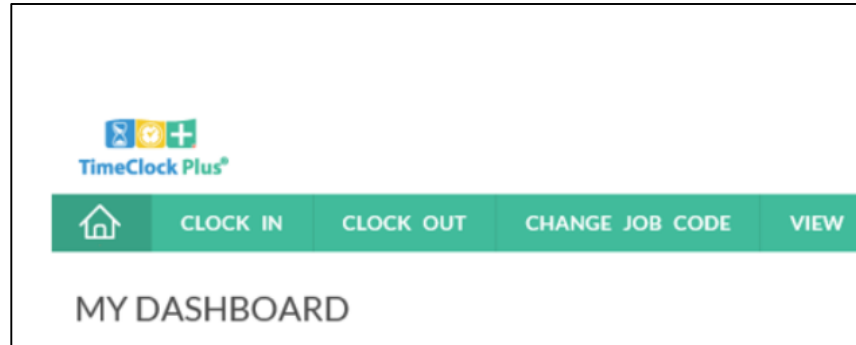 TimeClock Plus®
CLOCK IN CLOCK OUT CHANGE JOB CODE VIEW
MY DASHBOARD